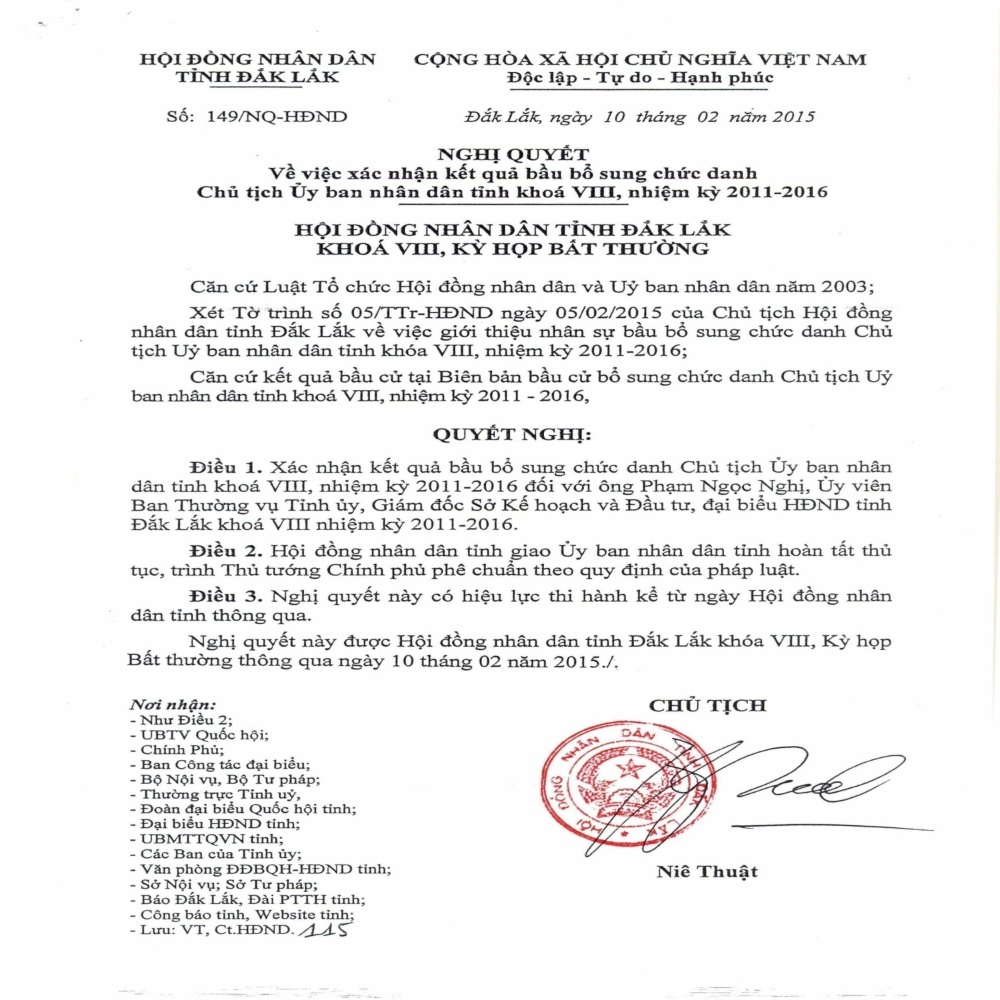 HỘI ĐỒNG NHÂN DÂN
TỈNH ĐẮK LẮK
Số: 149/NQ-HĐND
CỘNG HÒA XÃ HỘI CHỦ NGHĨA VIỆT NAM
Độc lập - Tự do - Hạnh phúc
Đắk Lắk, ngày 10 tháng 02 năm 2015
NGHỊ QUYẾT
Về việc xác nhận kết quả bầu bổ sung chức danh
Chủ tịch Ủy ban nhân dân tỉnh khoá VIII, nhiệm kỳ 2011-2016
HỘI ĐỒNG NHÂN DÂN TỈNH ĐẮK LẮK
KHOÁ VIII, KỲ HỌP BẤT THƯỜNG
Căn cứ Luật Tổ chức Hội đồng nhân dân và Uỷ ban nhân dân năm 2003;
Xét Tờ trình số 05/TTr-HĐND ngày 05/02/2015 của Chủ tịch Hội đồng
nhân dân tỉnh Đắk Lắk về việc giới thiệu nhân sự bầu bổ sung chức danh Chủ
tịch Uỷ ban nhân dân tỉnh khóa VIII, nhiệm kỳ 2011-2016;
Căn cứ kết quả bầu cử tại Biên bản bầu cử bổ sung chức danh Chủ tịch Uỷ
ban nhân dân tỉnh khoá VIII, nhiệm kỳ 2011 - 2016,
QUYẾT NGHỊ:
Điều 1. Xác nhận kết quả bầu bổ sung chức danh Chủ tịch Ủy ban nhân
dân tỉnh khoá VIII, nhiệm kỳ 2011-2016 đối với ông Phạm Ngọc Nghị, Ủy viên
Ban Thường vụ Tỉnh ủy, Giám đốc Sở Kế hoạch và Đầu tư, đại biểu HĐND tỉnh
Đắk Lắk khoá VIII nhiệm kỳ 2011-2016.
Điều 2. Hội đồng nhân dân tỉnh giao Ủy ban nhân dân tỉnh hoàn tất thủ
tục, trình Thủ tướng Chính phủ phê chuẩn theo quy định của pháp luật.
Điều 3. Nghị quyết này có hiệu lực thi hành kể từ ngày Hội đồng nhân
dân tỉnh thông qua.
Nghị quyết này được Hội đồng nhân dân tỉnh Đắk Lắk khóa VIII, Kỳ họp
Bất thường thông qua ngày 10 tháng 02 năm 2015./.
Nơi nhận:
- Như Điều 2;
- UBTV Quốc hội;
- Chính Phủ;
- Ban Công tác đại biểu;
- Bộ Nội vụ, Bộ Tư pháp;
- Thường trực Tỉnh uỷ,
- Đoàn đại biểu Quốc hội tỉnh;
- Đại biểu HĐND tỉnh;
- UBMTTQVN tỉnh;
- Các Ban của Tỉnh ủy;
- Văn phòng ĐĐBQH-HĐND tỉnh;
- Sở Nội vụ; Sở Tư pháp;
- Báo Đắk Lắk, Đài PTTH tỉnh;
- Công báo tỉnh, Website tỉnh;
- Lưu: VT, Ct.HĐND. 115
CHỦ TỊCH
HỘI ĐỒNG NHÂN DÂN TỈNH ĐẮK LẮK
Niê Thuật